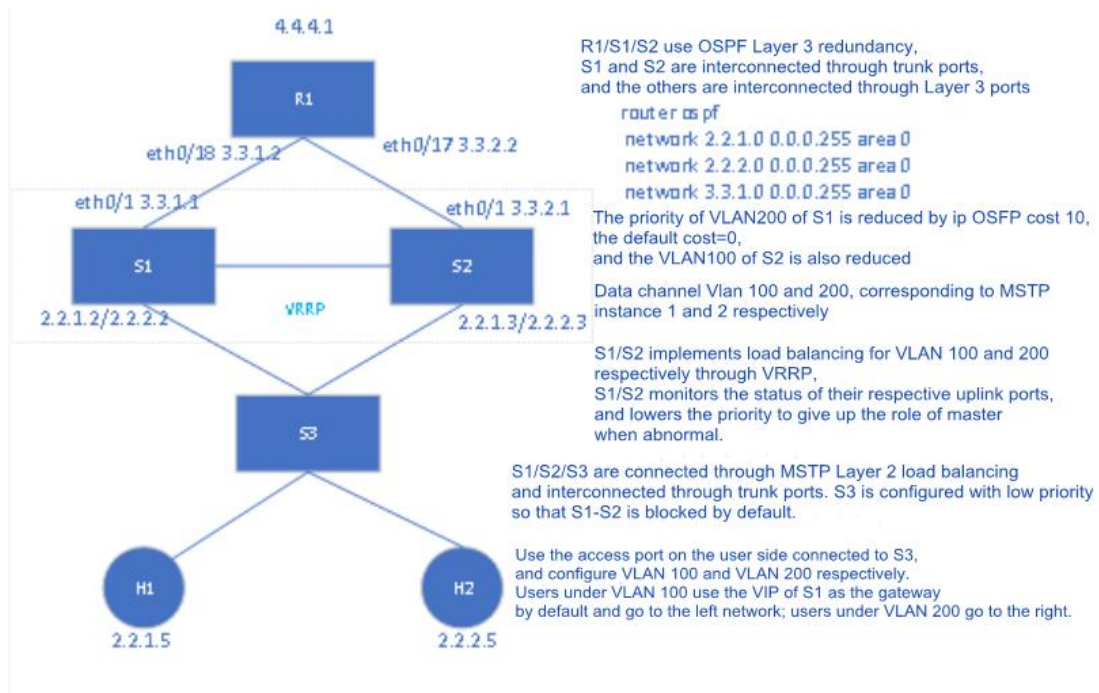 4.4.4.1
R1/S1/S2 use OSPF Layer 3 redundancy,
S1 and S2 are interconnected through trunk ports,
and the others are interconnected through Layer 3 ports
R1
router ospf
network 2.2.1.0 0.0.0.255 area 0
network 2.2.2.0 0.0.0.255 area 0
network 3.3.1.0 0.0.0.255 area 0
eth0/18 3.3.1.2
eth0/17 3.3.2.2
eth0/1 3.3.1.1
eth0/1 3.3.2.1
The priority of VLAN200 of S1 is reduced by ip OSFP cost 10,
the default cost=0,
and the VLAN100 of S2 is also reduced
S1
S2
Data channel Vlan 100 and 200, corresponding to MSTP
instance 1 and 2 respectively
VRRP
2.2.1.2/2.2.2.2
2.2.1.3/2.2.2.3
S1/S2 implements load balancing for VLAN 100 and 200
respectively through VRRP,
S1/S2 monitors the status of their respective uplink ports,
and lowers the priority to give up the role of master
when abnormal.
S3
S1/S2/S3 are connected through MSTP Layer 2 load balancing
and interconnected through trunk ports. S3 is configured with low priority
so that S1-S2 is blocked by default.
Use the access port on the user side connected to S3,
and configure VLAN 100 and VLAN 200 respectively.
Users under VLAN 100 use the VIP of S1 as the gateway
by default and go to the left network; users under VLAN 200 go to the right.
H1
H2
2.2.1.5
2.2.2.5